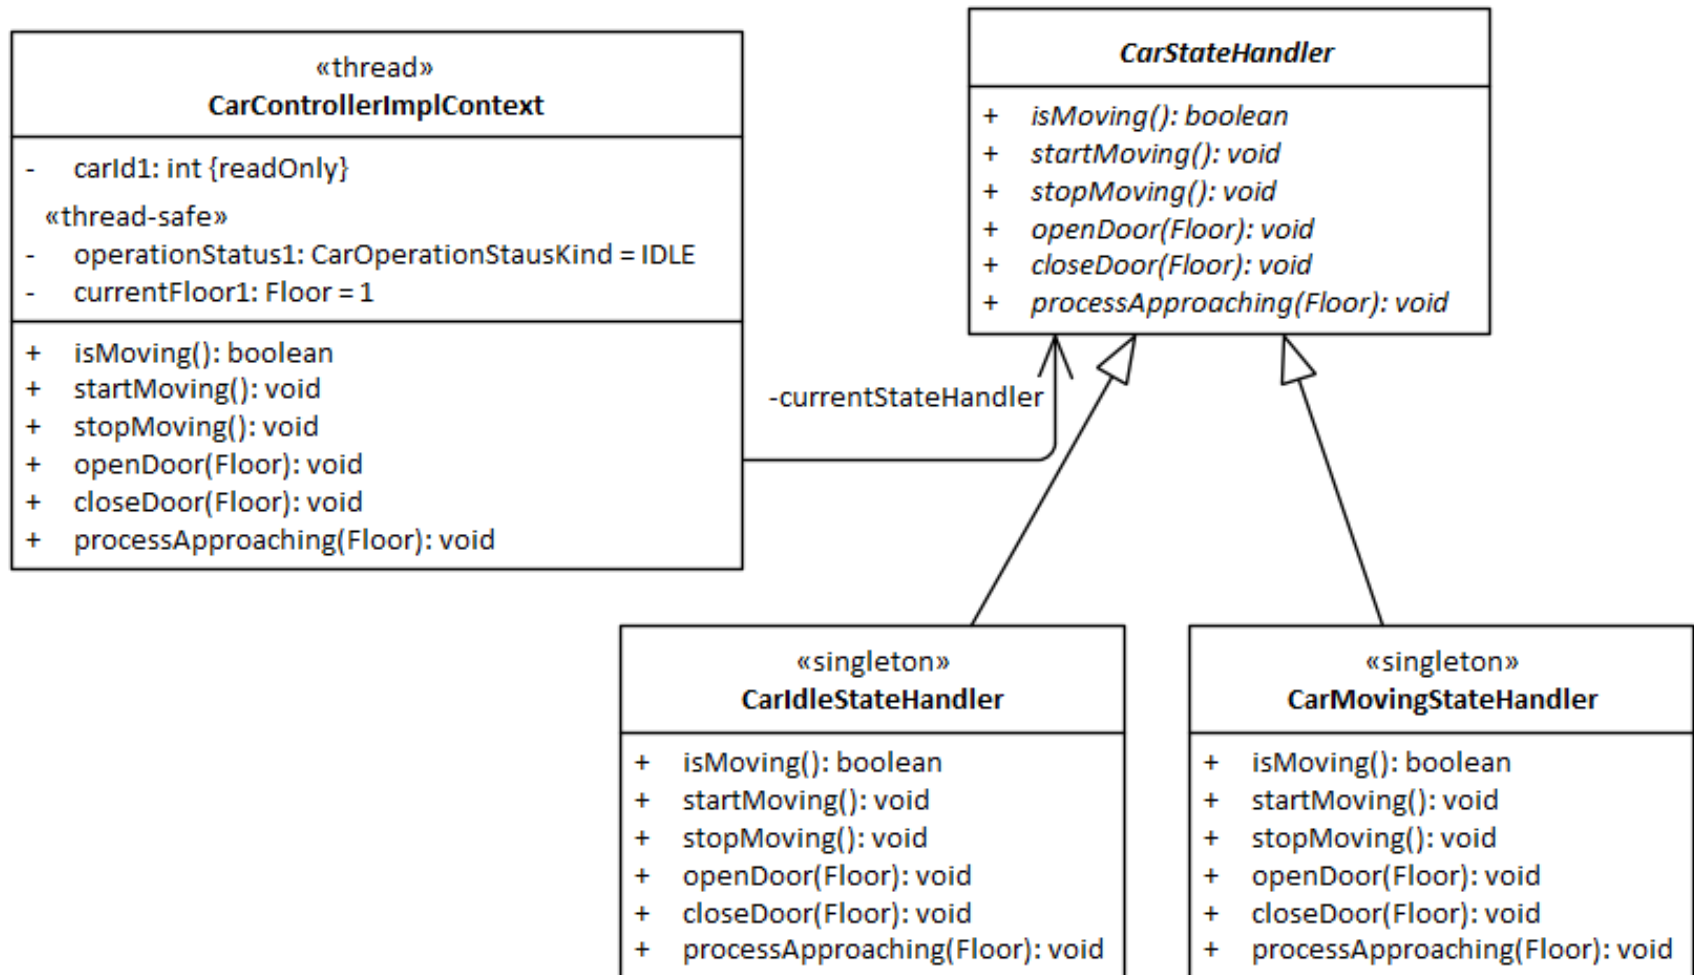 «thread»
CarControllerImplContext
- carId1: int {readOnly}
«thread-safe»
- operationStatus1: CarOperationStausKind = IDLE
- currentFloor1: Floor = 1
+ isMoving(): boolean
+ startMoving(): void
+ stopMoving(): void
+ openDoor(Floor): void
+ closeDoor(Floor): void
+ processApproaching(Floor): void
CarStateHandler
+ isMoving(): boolean
+ startMoving(): void
+ stopMoving(): void
+ openDoor(Floor): void
+ closeDoor(Floor): void
+ processApproaching(Floor): void
-currentStateHandler
«singleton»
CarIdleStateHandler
+ isMoving(): boolean
+ startMoving(): void
+ stopMoving(): void
+ openDoor(Floor): void
+ closeDoor(Floor): void
+ processApproaching(Floor): void
«singleton»
CarMovingStateHandler
+ isMoving(): boolean
+ startMoving(): void
+ stopMoving(): void
+ openDoor(Floor): void
+ closeDoor(Floor): void
+ processApproaching(Floor): void